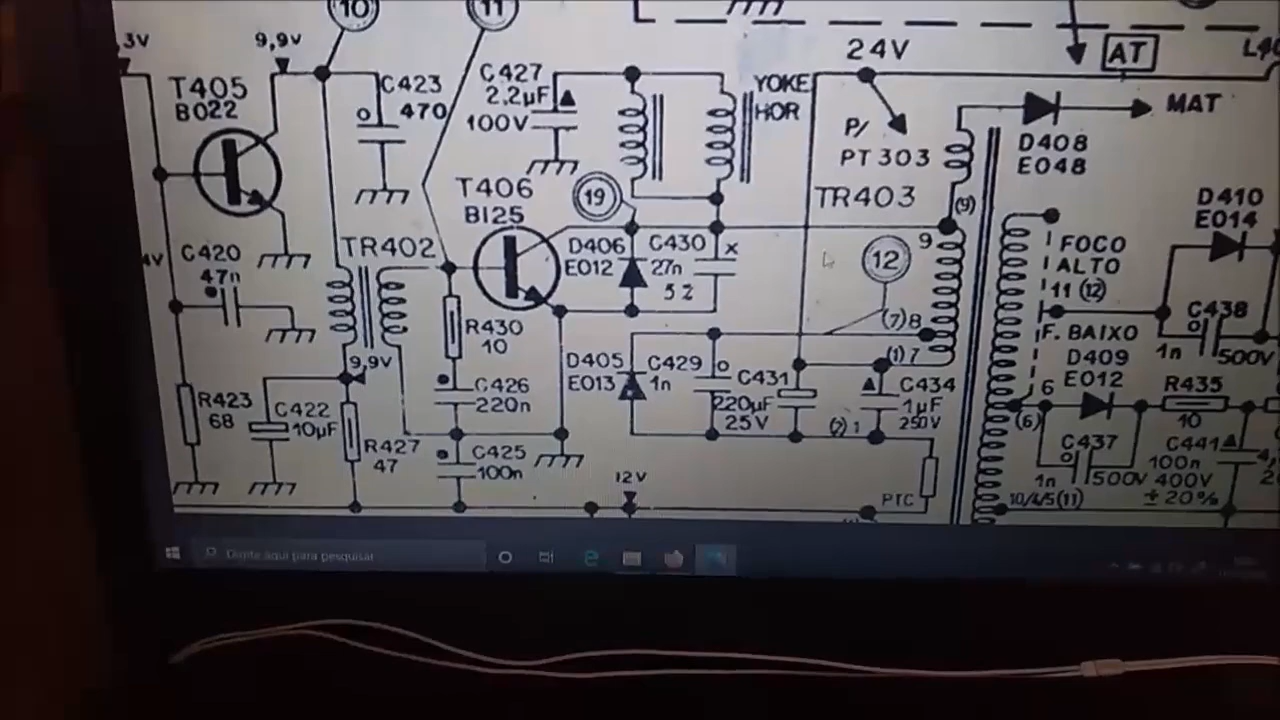 10
11
,3V
9,9V
24V
AT
T405
B022
C423
470
C427
2,2µF
100V
YOKE
HOR
P/
PT 303
MAT
D408
E048
TR403
T406
B125
19
(9)
9
D410
E014
4V
C420
47n
TR402
D406
E012
C430
27n
x
12
FOCO
ALTO
11 (12)
F. BAIXO
R430
10
(7) 8
(1) 7
C438
1n
500V
9,9V
D405
E013
C429
1n
C431
220µF
25V
C434
1µF
250V
D409
E012
6
(6)
R435
10
R423
68
C422
10µF
R427
47
C426
220n
C425
100n
(2) 1
C437
1n
500V
C441
100n
400V
±20%
12V
PTC
10/4/5(11)
Digite aqui para pesquisar